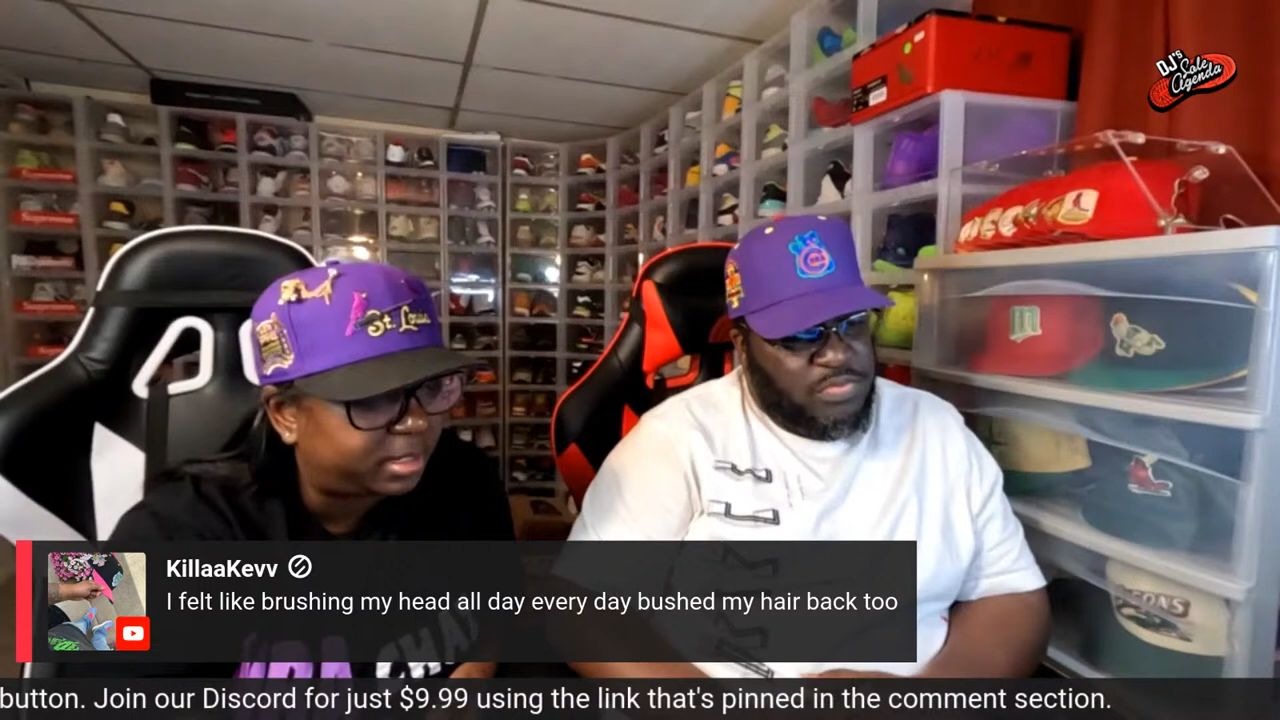 DJ's
Sole
Agenda
Supreme
St. Louis
C
m
KillaaKevv
I felt like brushing my head all day every day bushed my hair back too
button. Join our Discord for just $9.99 using the link that's pinned in the comment section.